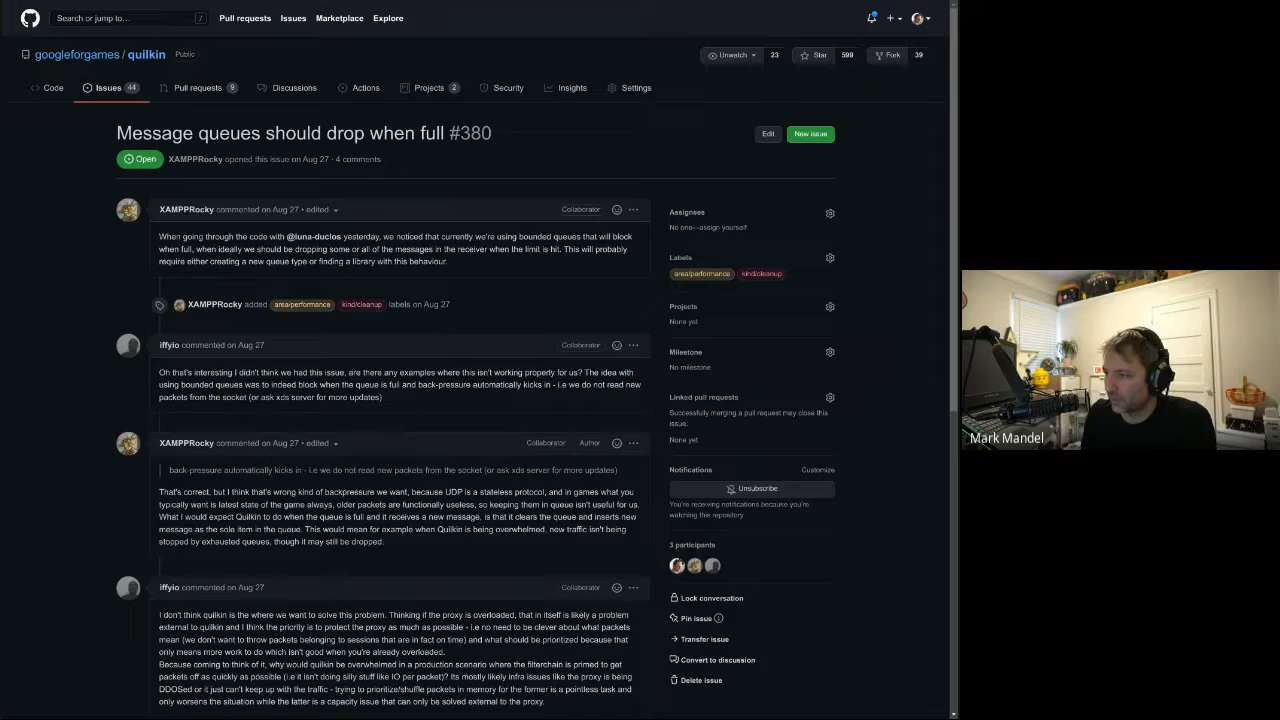 Search or jump to…
/
Pull requests
Issues
Marketplace
Explore
googleforgames / quilkin
Public
Unwatch
23
Star
599
Fork
39
Code
Issues 44
Pull requests 9
Discussions
Actions
Projects 2
Security
Insights
Settings
Message queues should drop when full #380
Edit
New issue
Open
XAMPPRocky opened this issue on Aug 27 · 4 comments
XAMPPRocky commented on Aug 27 • edited
Collaborator
When going through the code with @luna-duclos yesterday, we noticed that currently we're using bounded queues that will block
when full, when ideally we should be dropping some or all of the messages in the receiver when the limit is hit. This will probably
require either creating a new queue type or finding a library with this behaviour.
XAMPPRocky added area/performance kind/cleanup labels on Aug 27
iffyio commented on Aug 27
Collaborator
Oh that's interesting I didn't think we had this issue, are there any examples where this isn't working properly for us? The idea with
using bounded queues was to indeed block when the queue is full and back-pressure automatically kicks in - i.e we do not read new
packets from the socket (or ask xds server for more updates)
XAMPPRocky commented on Aug 27 • edited
Collaborator
Author
back-pressure automatically kicks in - i.e we do not read new packets from the socket (or ask xds server for more updates)
That's correct, but I think that's wrong kind of backpressure we want, because UDP is a stateless protocol, and in games what you
typically want is latest state of the game always, older packets are functionally useless, so keeping them in queue isn't useful for us.
What I would expect Quilkin to do when the queue is full and it receives a new message, is that it clears the queue and inserts new
message as the sole item in the queue. This would mean for example when Quilkin is being overwhelmed, new traffic isn't being
stopped by exhausted queues, though it may still be dropped.
iffyio commented on Aug 27
Collaborator
I don't think quilkin is the where we want to solve this problem. Thinking if the proxy is overloaded, that in itself is likely a problem
external to quilkin and I think the priority is to protect the proxy as much as possible - i.e no need to be clever about what packets
mean (we don't want to throw packets belonging to sessions that are in fact on time) and what should be prioritized because that
only means more work to do which isn't good when you're already overloaded.
Because coming to think of it, why would quilkin be overwhelmed in a production scenario where the filterchain is primed to get
packets off as quickly as possible (i.e it isn't doing silly stuff like IO per packet)? Its mostly likely infra issues like the proxy is being
DDOSed or it just can't keep up with the traffic - trying to prioritize/shuffle packets in memory for the former is a pointless task and
only worsens the situation while the latter is a capacity issue that can only be solved external to the proxy.
Assignees
No one—assign yourself
Labels
area/performance
kind/cleanup
Projects
None yet
Milestone
No milestone
Linked pull requests
Successfully merging a pull request may close this
issue.
None yet
Notifications
Customize
Unsubscribe
You're receiving notifications because you're
watching this repository.
3 participants
Lock conversation
Pin issue
Transfer issue
Convert to discussion
Delete issue
Mark Mandel